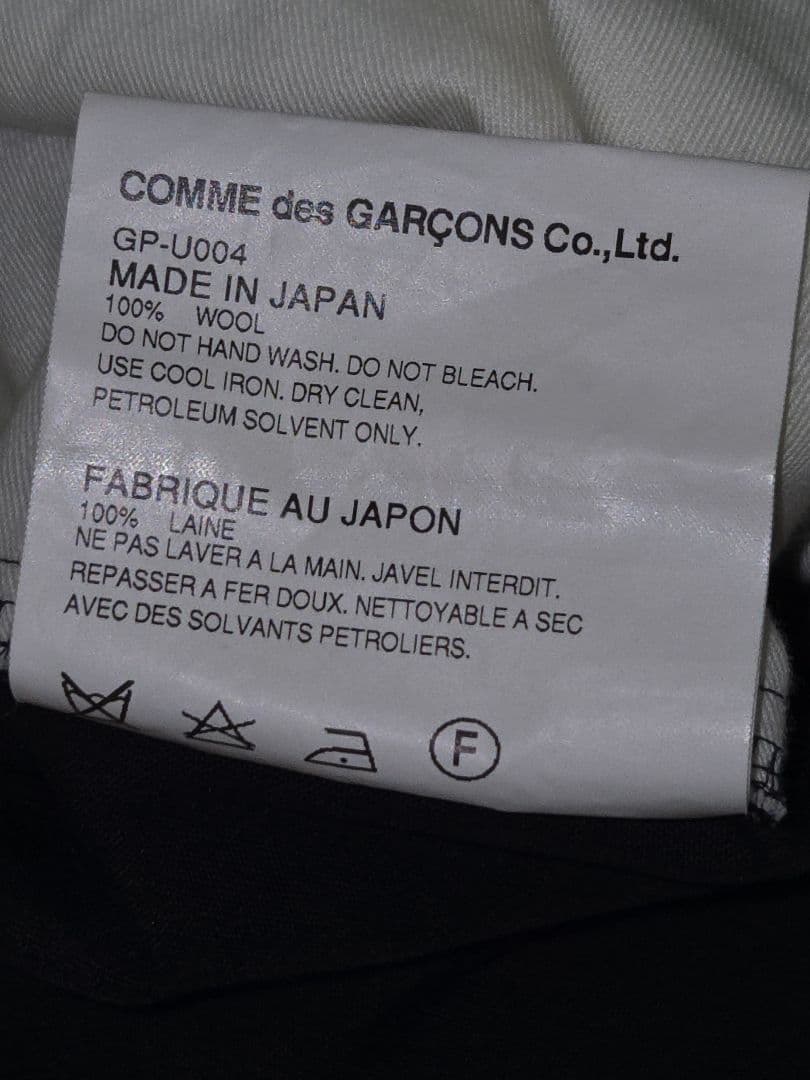 COMME des GARÇONS Co.,Ltd.
GP-U004
MADE IN JAPAN
100% WOOL
DO NOT HAND WASH. DO NOT BLEACH.
USE COOL IRON. DRY CLEAN,
PETROLEUM SOLVENT ONLY.
FABRIQUE AU JAPON
100% LAINE
NE PAS LAVER A LA MAIN. JAVEL INTERDIT.
REPASSER A FER DOUX. NETTOYABLE A SEC
AVEC DES SOLVANTS PETROLIERS.
F